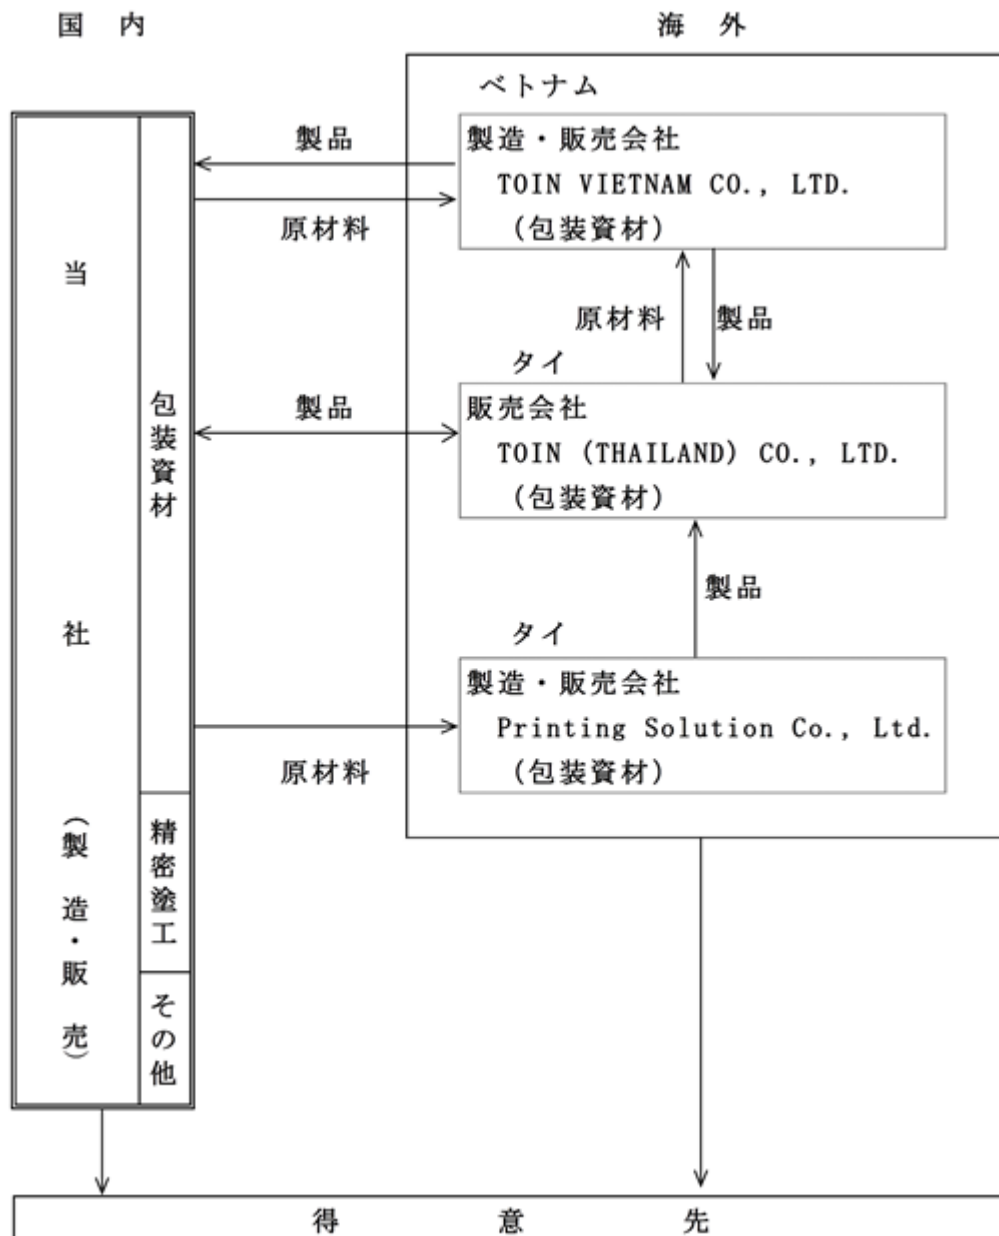 国内
海外
ベトナム
製造・販売会社
TOIN VIETNAM CO., LTD.
(包装資材)
製品
原材料
原材料
製品
タイ
販売会社
TOIN (THAILAND) CO., LTD.
(包装資材)
製品
製品
タイ
製造・販売会社
Printing Solution Co., Ltd.
(包装資材)
原材料
当社(製造・販売)
包装資材
精密塗工
その他
得意先